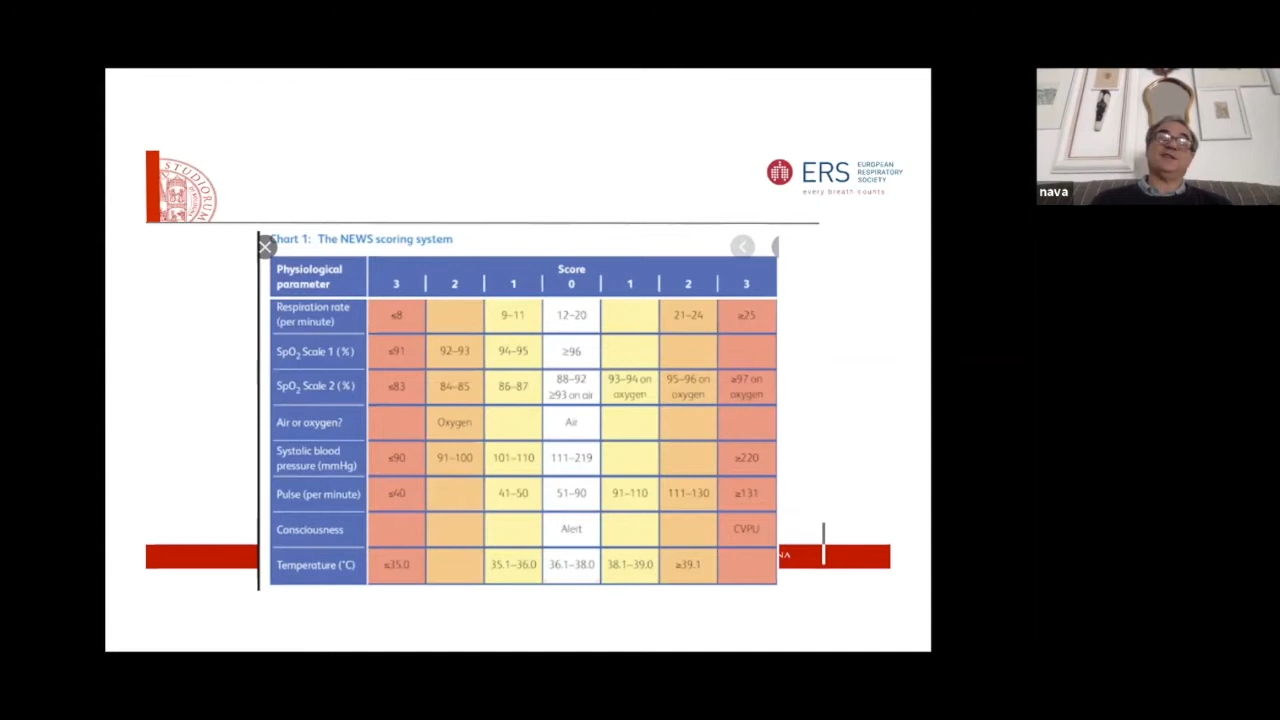 STUDIORUM
ERS EUROPEAN
RESPIRATORY
SOCIETY
every breath counts
nava
Chart 1: The NEWS scoring system
Physiological parameter Score
3 2 1 0 1 2 3
Respiration rate (per minute) ≤8 9–11 12–20 21–24 ≥25
SpO2 Scale 1 (%) ≤91 92–93 94–95 ≥96
SpO2 Scale 2 (%) ≤83 84–85 86–87 88–92 ≥93 on air 93–94 on oxygen 95–96 on oxygen ≥97 on oxygen
Air or oxygen? Oxygen Air
Systolic blood pressure (mmHg) ≤90 91–100 101–110 111–219 ≥220
Pulse (per minute) ≤40 41–50 51–90 91–110 111–130 ≥131
Consciousness Alert CVPU
NA
Temperature (°C) ≤35.0 35.1–36.0 36.1–38.0 38.1–39.0 ≥39.1